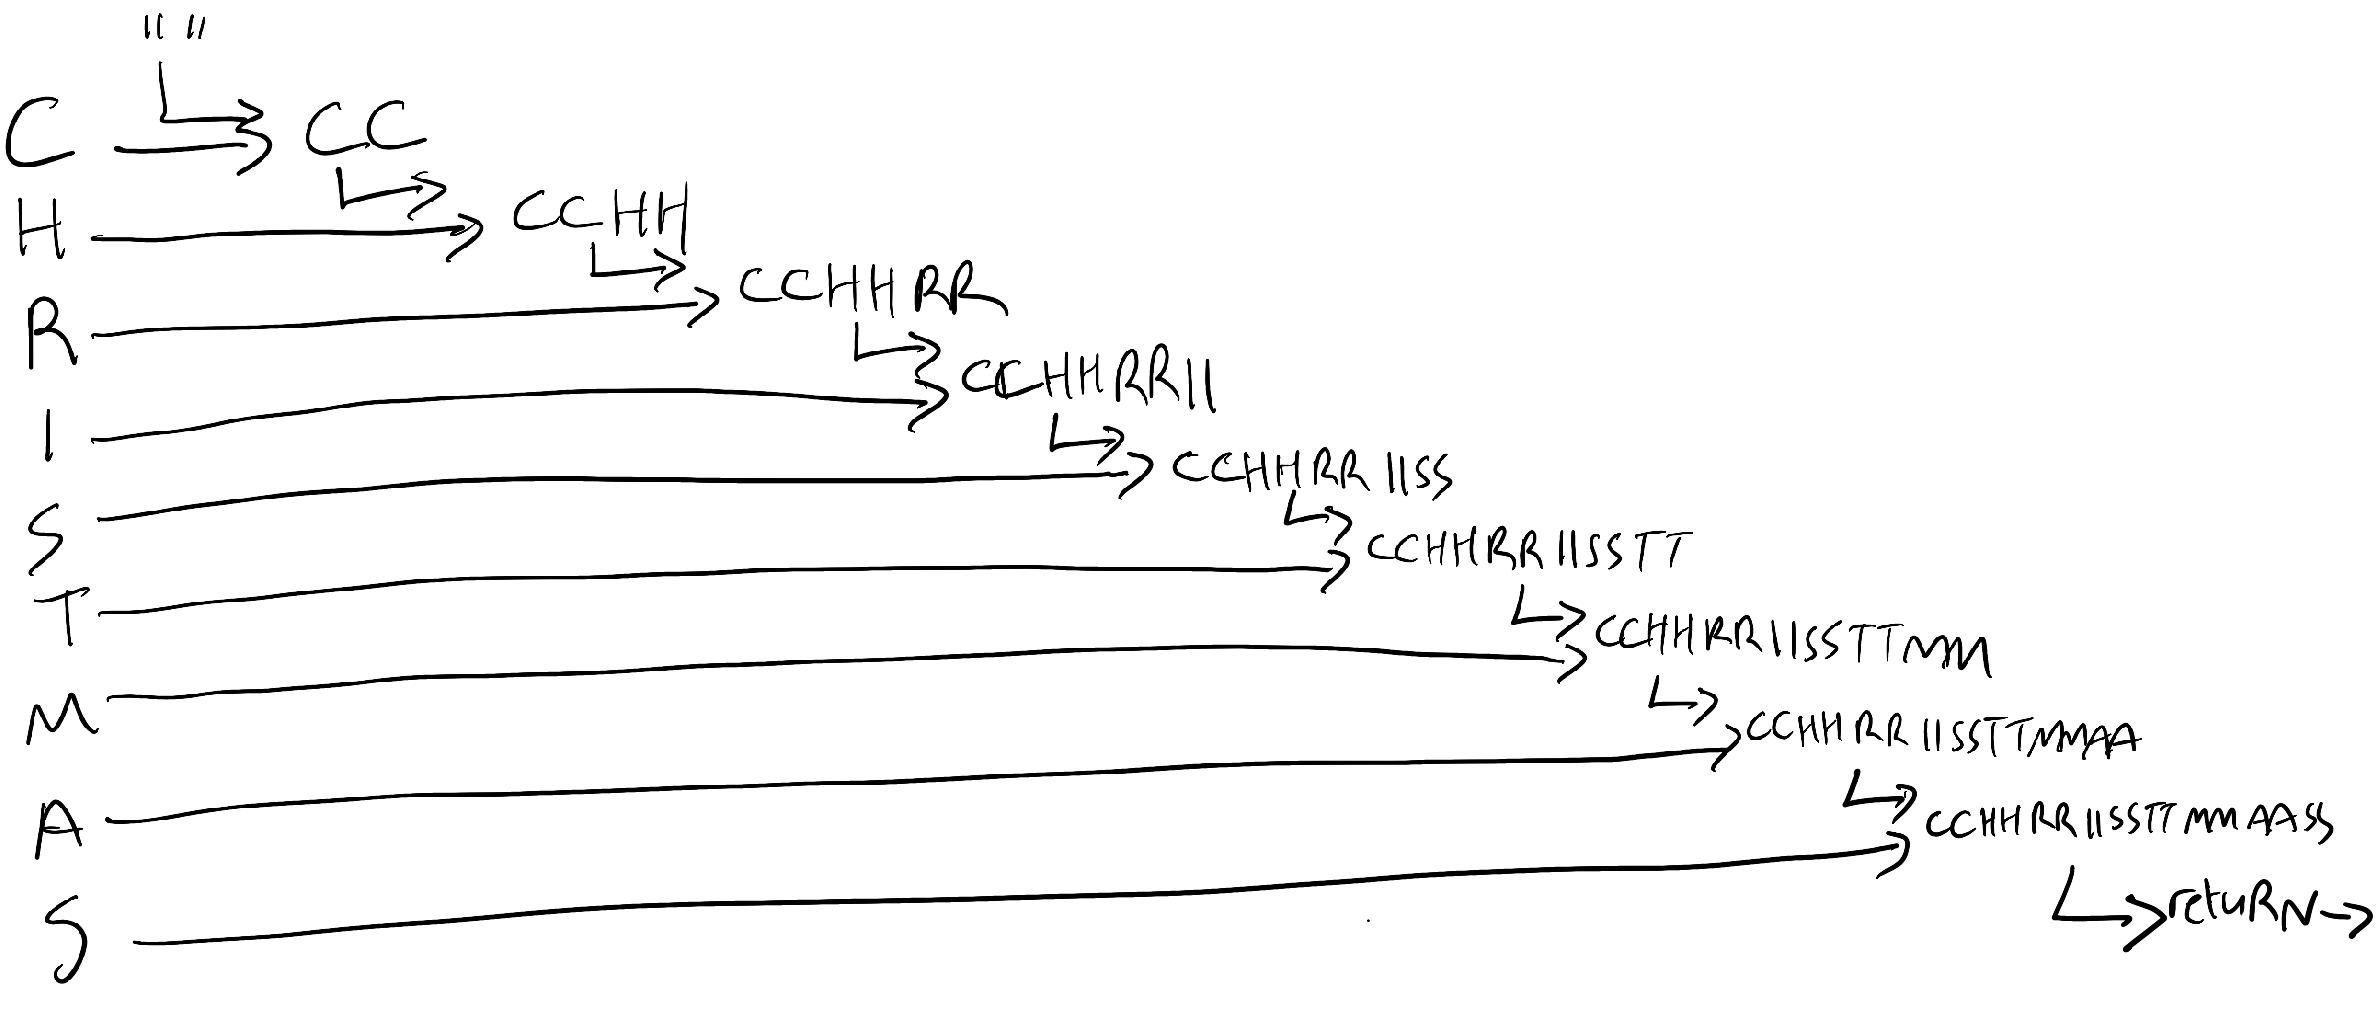 " "
C CC
H CCHH
R CCHHRR
I CCHHRRII
S CCHHRRIISS
T CCHHRRIISSTT
M CCHHRRIISSTTMM
A CCHHRRIISSTTMMAA
S CCHHRRIISSTTMMAASS
retuRN